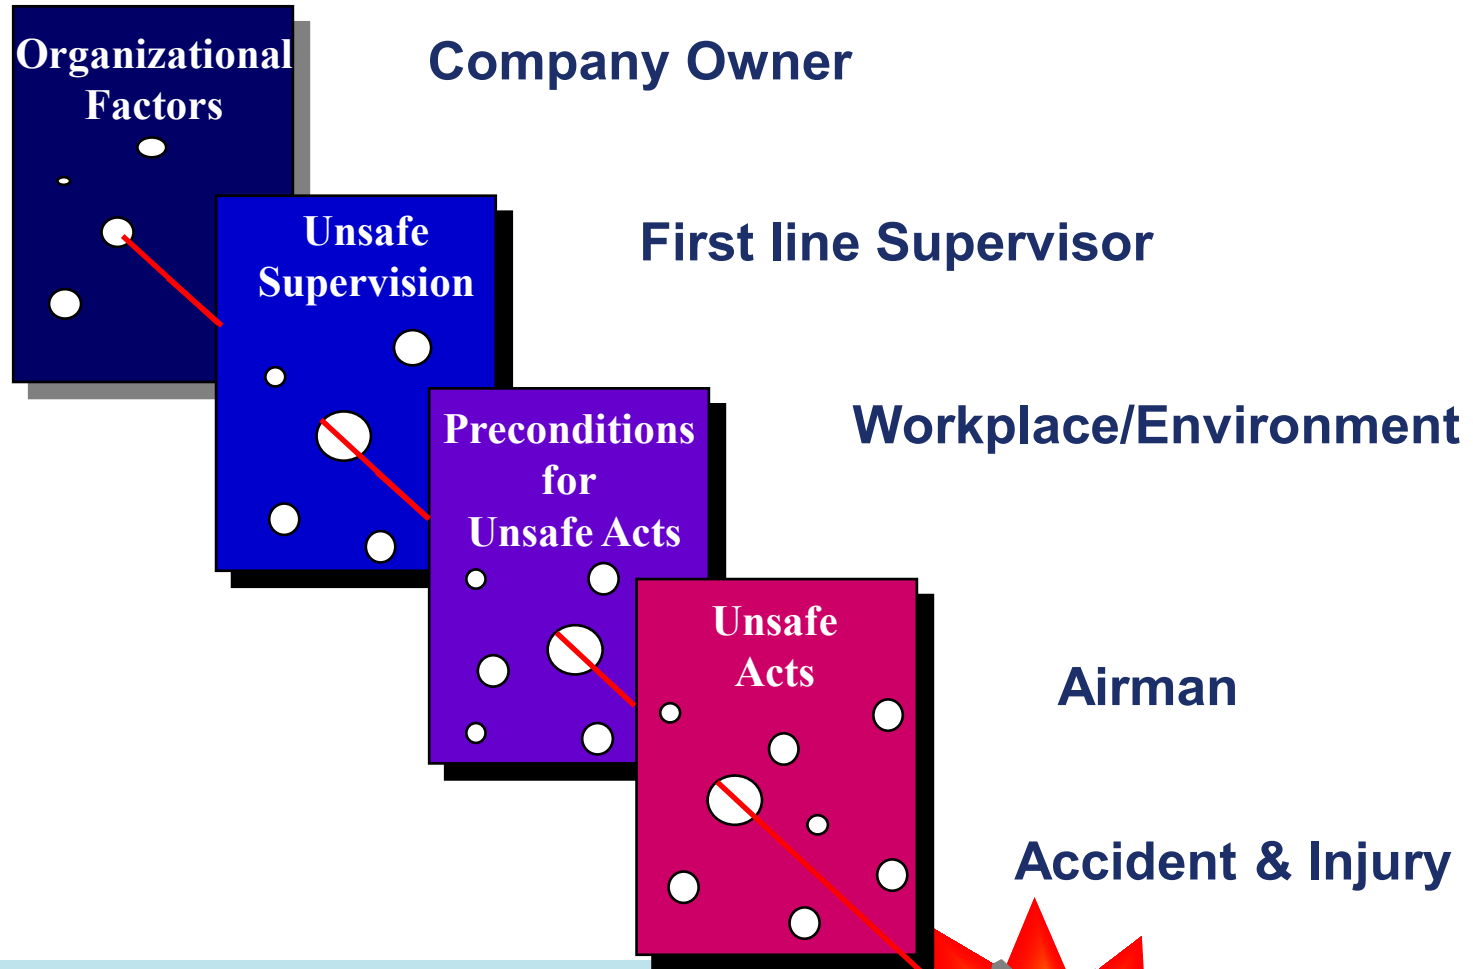 Organizational
Factors
Company Owner
Unsafe
Supervision
First line Supervisor
Preconditions
for
Unsafe Acts
Workplace/Environment
Unsafe
Acts
Airman
Accident & Injury